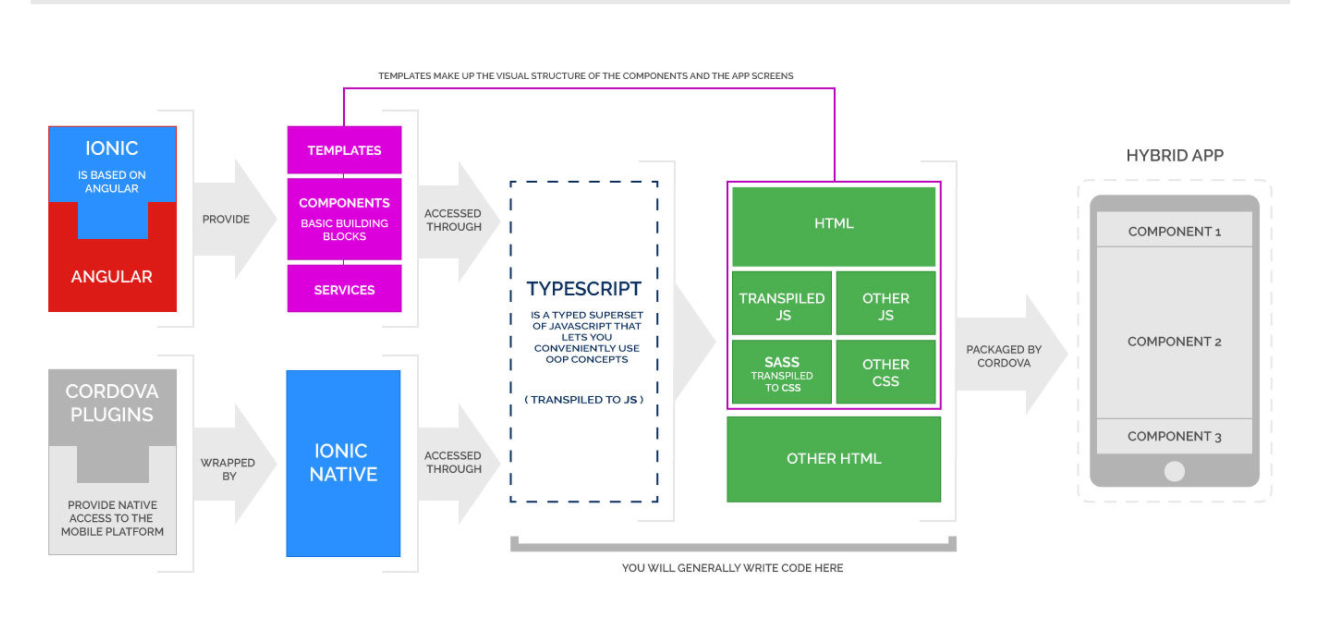 TEMPLATES MAKE UP THE VISUAL STRUCTURE OF THE COMPONENTS AND THE APP SCREENS
IONIC
IS BASED ON
ANGULAR
ANGULAR
PROVIDE
TEMPLATES
COMPONENTS
BASIC BUILDING
BLOCKS
SERVICES
ACCESSED
THROUGH
CORDOVA
PLUGINS
PROVIDE NATIVE
ACCESS TO THE
MOBILE PLATFORM
WRAPPED
BY
IONIC
NATIVE
ACCESSED
THROUGH
TYPESCRIPT
IS A TYPED SUPERSET
OF JAVASCRIPT THAT
LETS YOU
CONVENIENTLY USE
OOP CONCEPTS
( TRANSPILED TO JS )
HTML
TRANSPILED
JS
OTHER
JS
SASS
TRANSPILED
TO CSS
OTHER
CSS
OTHER HTML
YOU WILL GENERALLY WRITE CODE HERE
PACKAGED BY
CORDOVA
HYBRID APP
COMPONENT 1
COMPONENT 2
COMPONENT 3